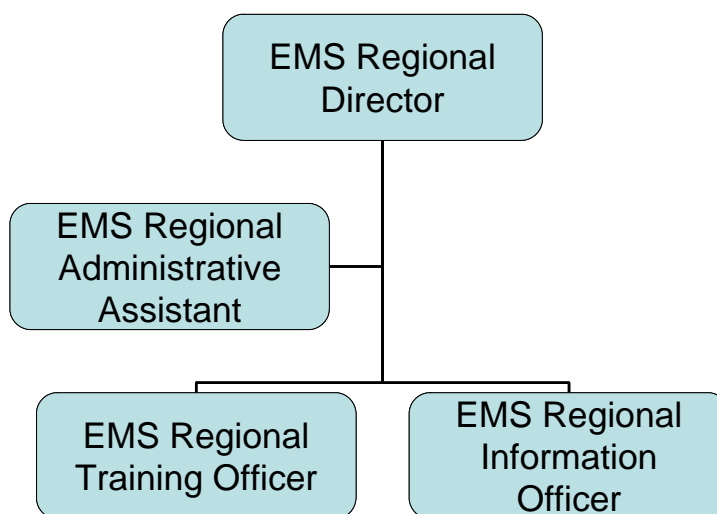 EMS Regional
Director
EMS Regional
Administrative
Assistant
EMS Regional
Training Officer
EMS Regional
Information
Officer